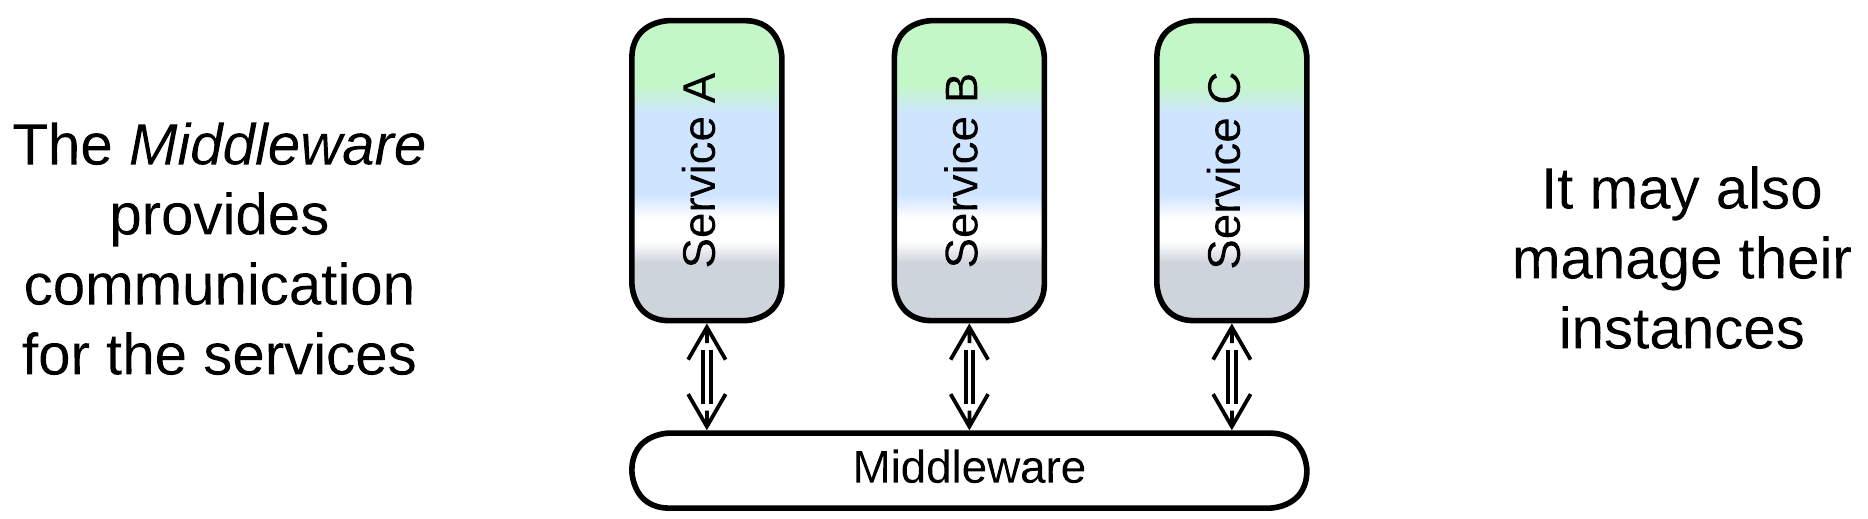 The Middleware
provides
communication
for the services
Service A
Service B
Service C
Middleware
It may also
manage their
instances